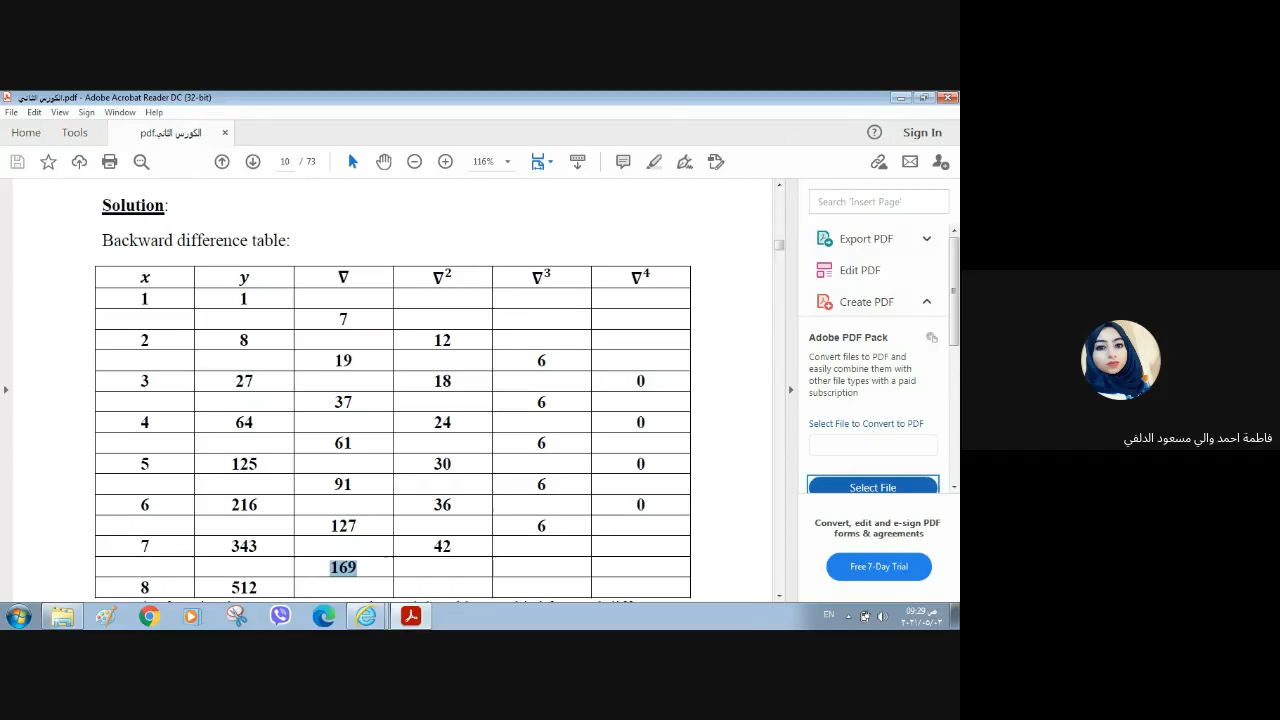 الكورس الثاني.pdf - Adobe Acrobat Reader DC (32-bit)
File Edit View Sign Window Help
Home Tools الكورس الثاني.pdf × ? Sign In
10 / 73 116%
Solution:
Backward difference table:
x y ∇ ∇² ∇³ ∇⁴
1 1
7
2 8 12
19 6
3 27 18 0
37 6
4 64 24 0
61 6
5 125 30 0
91 6
6 216 36 0
127 6
7 343 42
169
8 512
Search 'Insert Page'
Export PDF
Edit PDF
Create PDF
Adobe PDF Pack
Convert files to PDF and
easily combine them with
other file types with a paid
subscription
Select File to Convert to PDF
Select File
Convert, edit and e-sign PDF
forms & agreements
Free 7-Day Trial
EN
09:29 ص
٢٠٢١/٠٥/٠٢
فاطمة احمد والي مسعود الدلفي